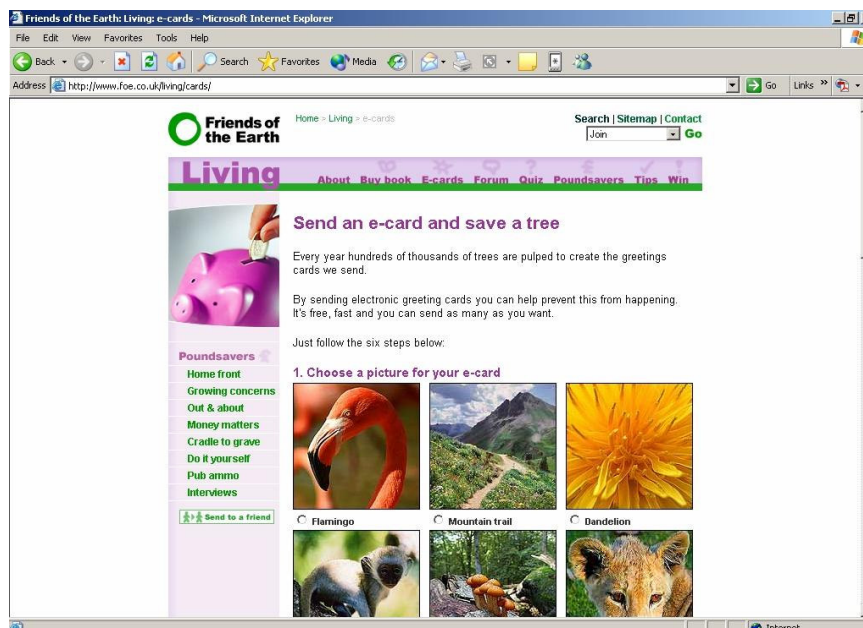 Friends of the Earth: Living: e-cards - Microsoft Internet Explorer
File Edit View Favorites Tools Help
Back Search Favorites Media
Address http://www.foe.co.uk/living/cards/ Go Links »
Friends of
the Earth
Home > Living > e-cards
Search | Sitemap | Contact
Join Go
Living
About Buy book E-cards Forum Quiz Poundsavers Tips Win
Send an e-card and save a tree
Every year hundreds of thousands of trees are pulped to create the greetings
cards we send.
By sending electronic greeting cards you can help prevent this from happening.
It's free, fast and you can send as many as you want.
Just follow the six steps below:
Poundsavers £
Home front
Growing concerns
Out & about
Money matters
Cradle to grave
Do it yourself
Pub ammo
Interviews
Send to a friend
1. Choose a picture for your e-card
Flamingo
Mountain trail
Dandelion
Internet